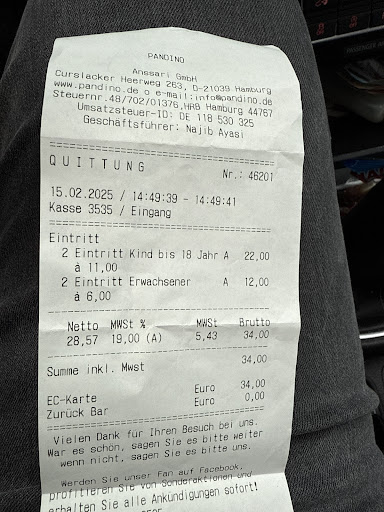 PANDINO
Anssari GmbH
Curslacker Heerweg 263, D-21039 Hamburg
www.pandino.de o e-mail:info@pandino.de
Steuernr.48/702/01376,HRB Hamburg 44767
Umsatzsteuer-ID: DE 118 530 325
Geschäftsführer: Najib Ayasi
QUITTUNG Nr.: 46201
15.02.2025 / 14:49:39 - 14:49:41
Kasse 3535 / Eingang
Eintritt
2 Eintritt Kind bis 18 Jahr A 22,00
à 11,00
2 Eintritt Erwachsener A 12,00
à 6,00
Netto MWSt % MWSt Brutto
28,57 19,00 (A) 5,43 34,00
Summe inkl. Mwst 34,00
EC-Karte Euro 34,00
Zurück Bar Euro 0,00
Vielen Dank für Ihren Besuch bei uns.
War es schön, sagen Sie es bitte weiter
wenn nicht, sagen Sie es bitte uns.
Werden Sie unser Fan auf Facebook,
profitieren Sie von Sonderaktionen und
erhalten Sie alle Ankündigungen sofort!